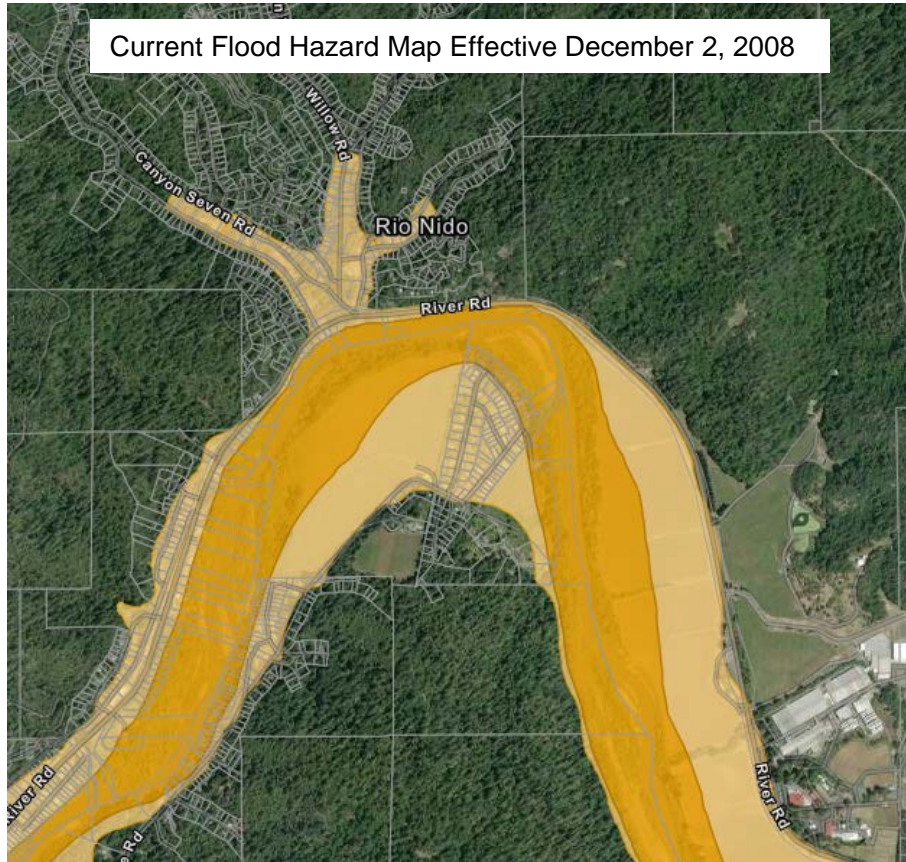 Current Flood Hazard Map Effective December 2, 2008
Willow Rd
Canyon Seven Rd
Rio Nido
River Rd
River Rd
River Rd
e Rd